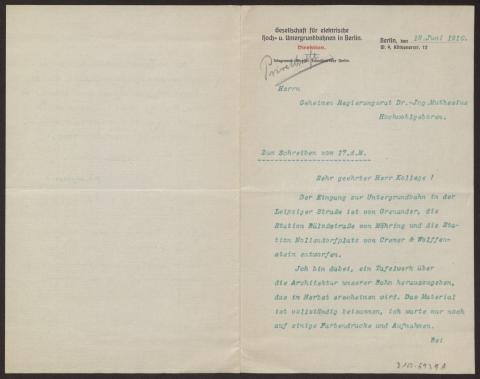 Gesellschaft für elektrische
Hoch- u. Untergrundbahnen in Berlin.
Direktion.
Berlin, den 18. Juni 1910.
W. 9, Köthenerstr. 12
Privatbrief
Herrn
Geheimen Regierungsrat Dr.-Ing. Muthesius
Hochwohlgeboren.
Zum Schreiben vom 17.d.M.
Sehr geehrter Herr Kollege !
Der Eingang zur Untergrundbahn in der
Leipziger Straße ist von Grenander, die
Station Bülowstraße von Möhring und die Sta-
tion Nollendorfplatz von Cremer & Wolffen-
stein entworfen.
Ich bin dabei, ein Tafelwerk über
die Architektur unserer Bahn herauszugeben,
das im Herbst erscheinen wird. Das Material
ist vollständig beisammen, ich warte nur noch
auf einige Farbendrucke und Aufnahmen.
Bei